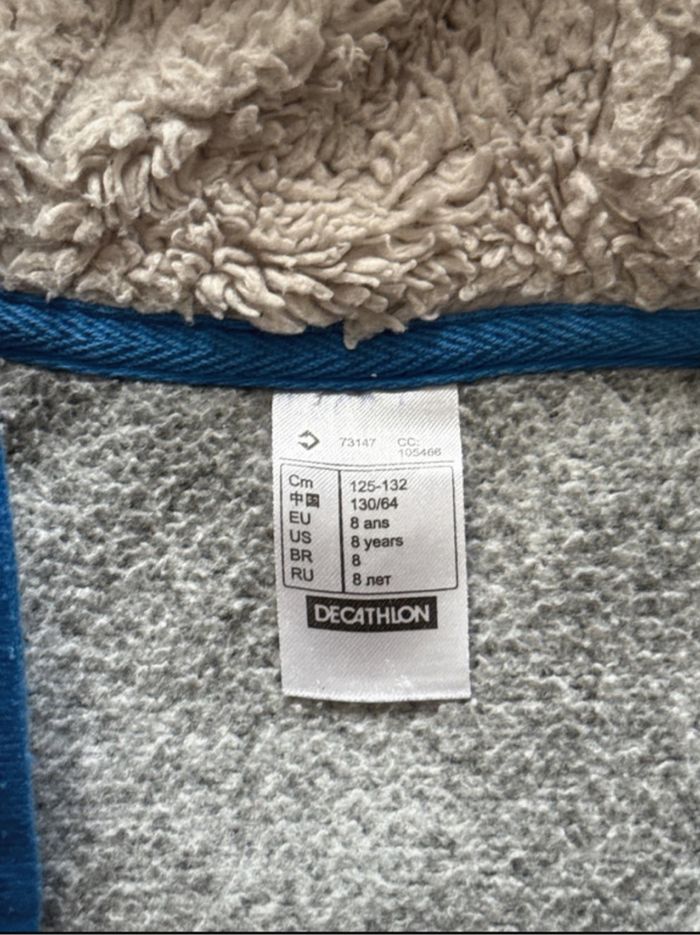 73147 CC:
105466
Cm 125-132
中国 130/64
EU 8 ans
US 8 years
BR 8
RU 8 лет
DECATHLON